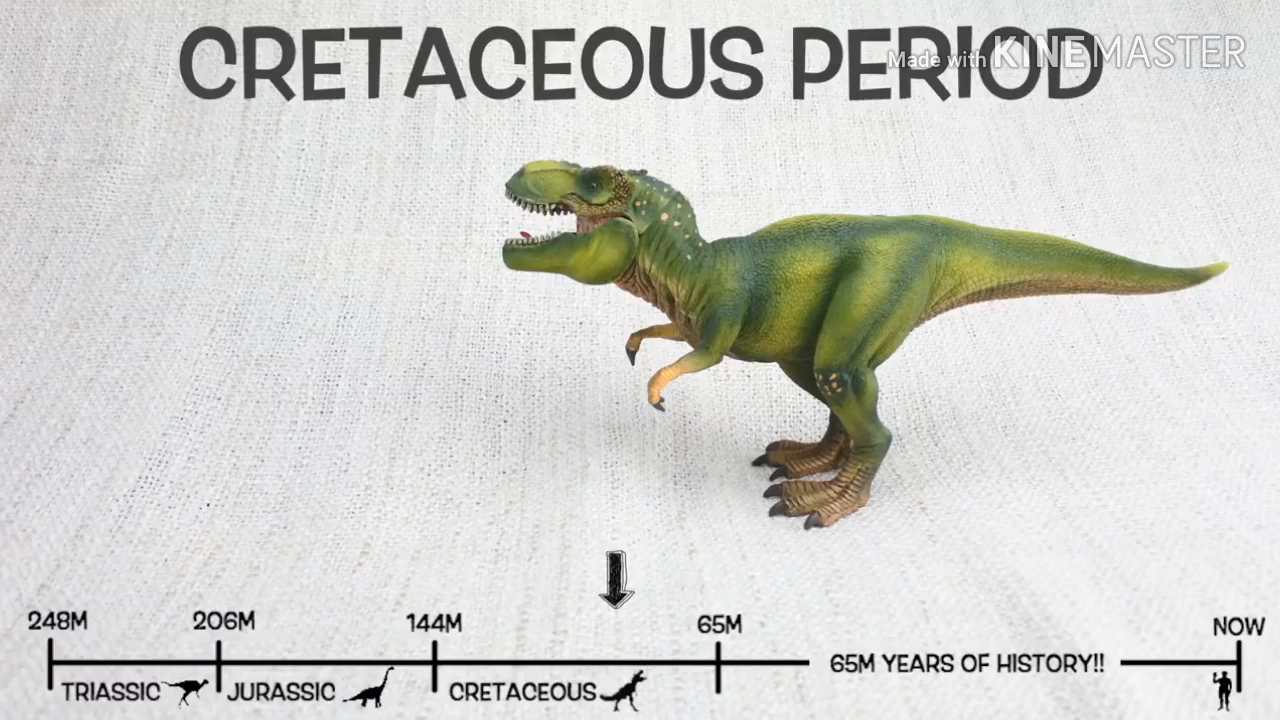 CRETACEOUS PERIOD
Made with KINEMASTER
248M 206M 144M 65M NOW
65M YEARS OF HISTORY!!
TRIASSIC JURASSIC CRETACEOUS